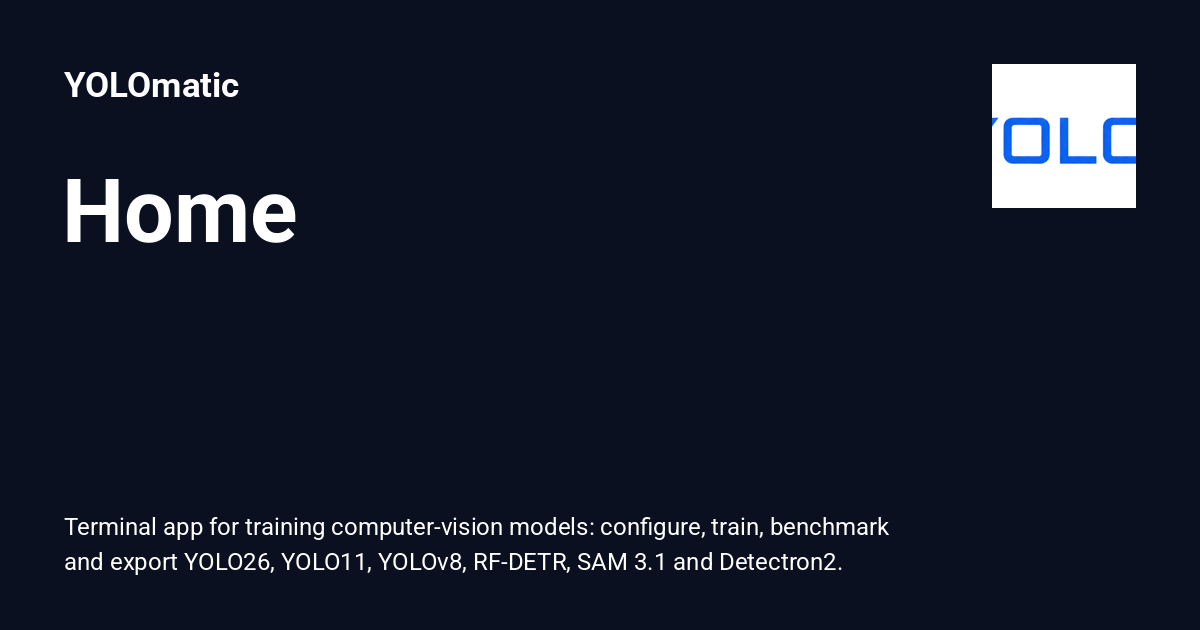 YOLOmatic
YOLO
Home
Terminal app for training computer-vision models: configure, train, benchmark
and export YOLO26, YOLO11, YOLOv8, RF-DETR, SAM 3.1 and Detectron2.